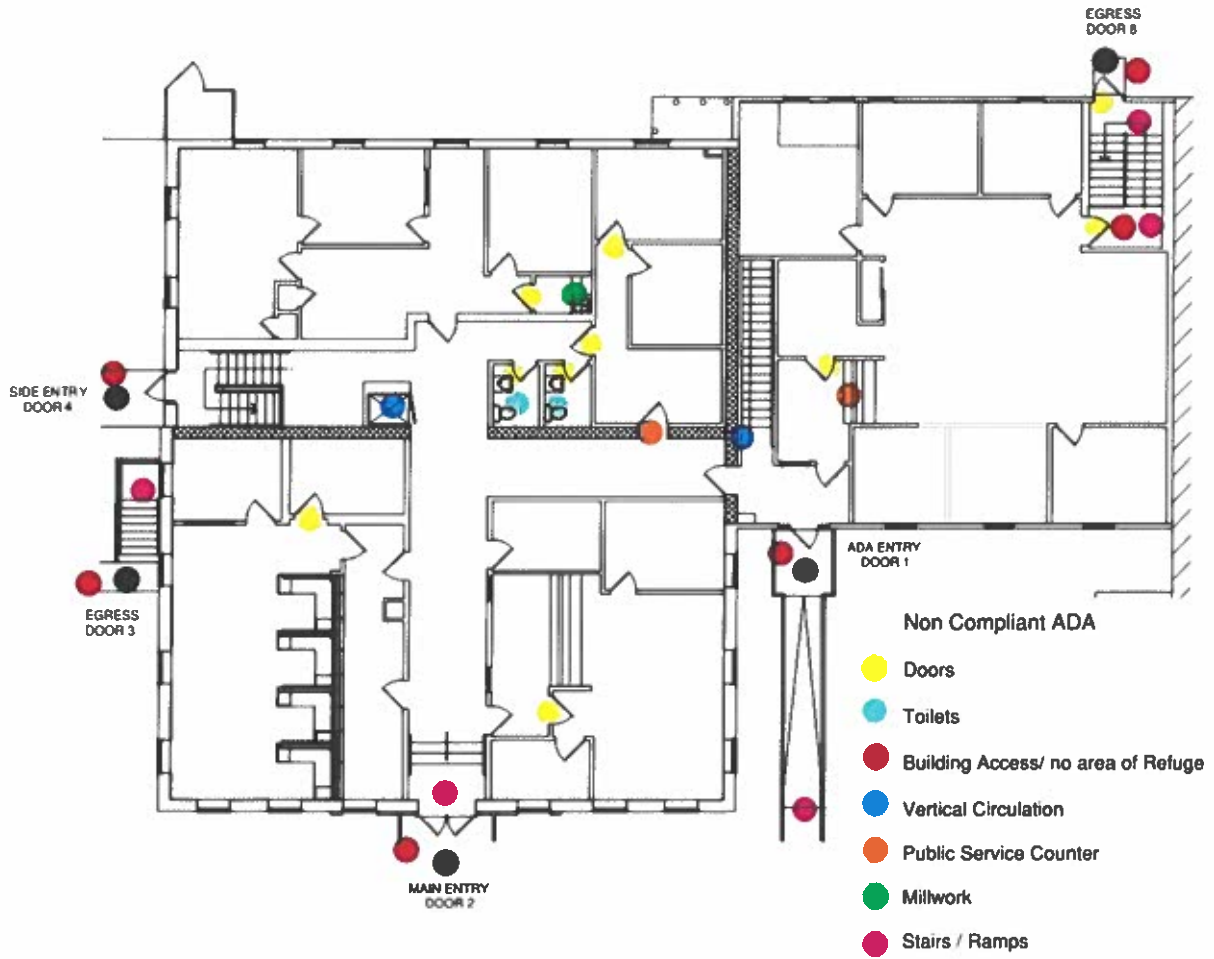 EGRESS
DOOR 8
SIDE ENTRY
DOOR 4
EGRESS
DOOR 3
ADA ENTRY
DOOR 1
MAIN ENTRY
DOOR 2
Non Compliant ADA
Doors
Toilets
Building Access/ no area of Refuge
Vertical Circulation
Public Service Counter
Millwork
Stairs / Ramps